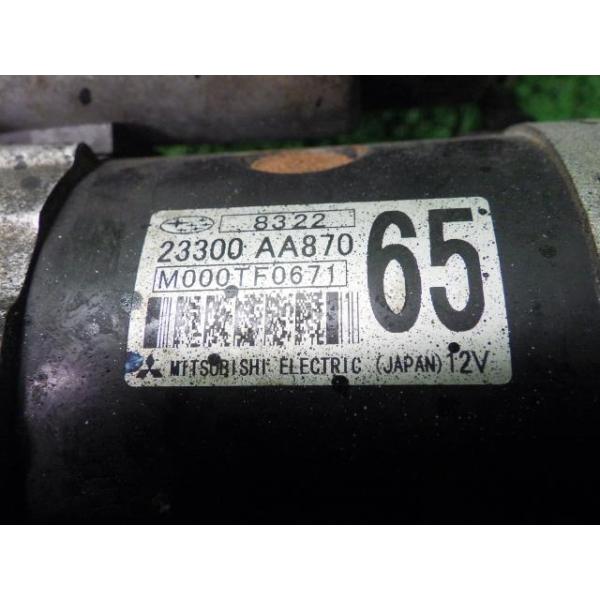 8322
23300 AA870
65
M000TF0671
MITSUBISHI ELECTRIC (JAPAN) 12V